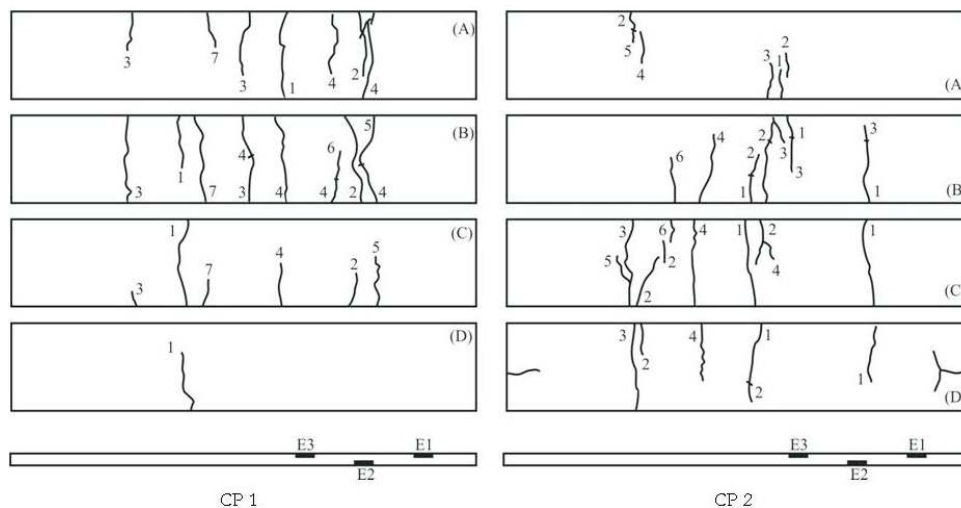 (A)
3 7 3 1 4 2 4
(B)
3 1 7 4 3 4 6 4 5 2 4
(C)
1 3 7 4 2 5
(D)
1
E3 E1
E2
CP 1
(A
2 5 4 3 1 2
(B
6 4 2 1 2 3 1 3 3 1
(C
3 5 6 2 2 4 1 2 4 1
(D
3 2 4 1 2 1
E3 E1
E2
CP 2